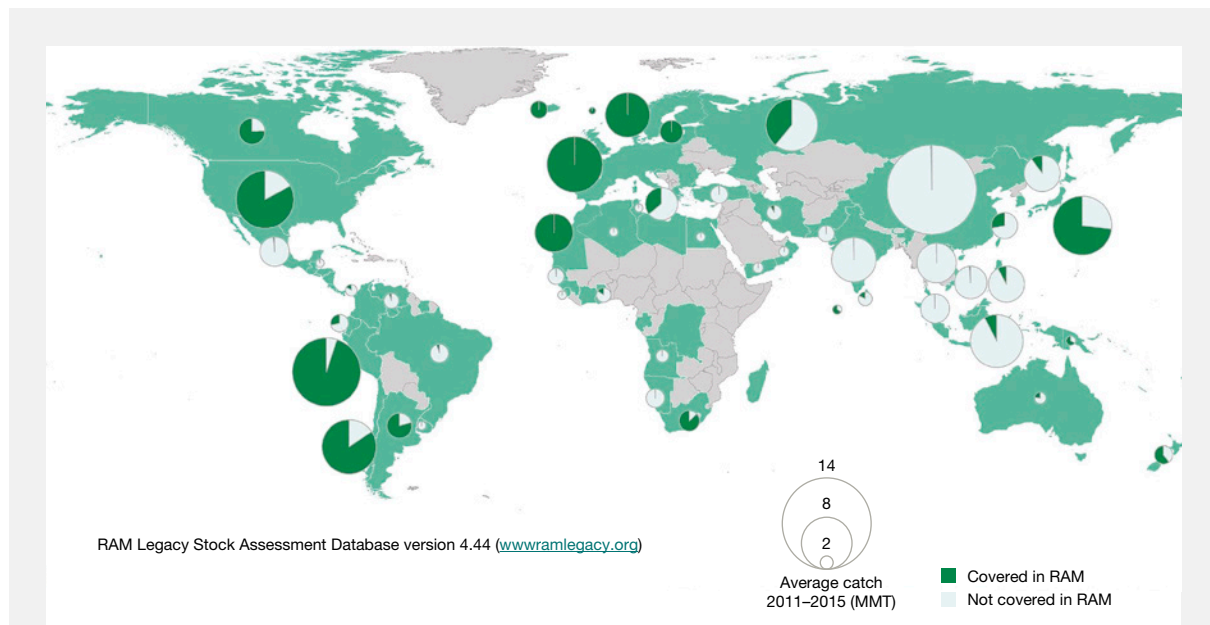 14
8
2
RAM Legacy Stock Assessment Database version 4.44 (wwwramlegacy.org)
Average catch
2011–2015 (MMT)
Covered in RAM
Not covered in RAM